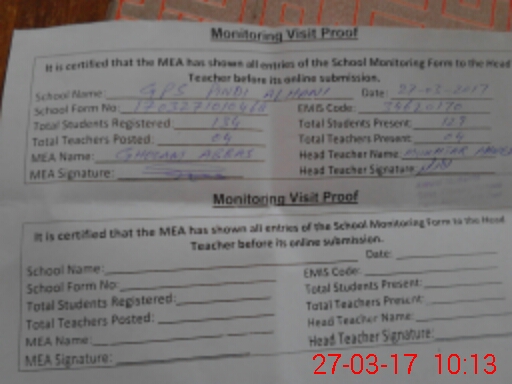 Monitoring Visit Proof
It is certified that the MEA has shown all entries of the School Monitoring Form to the Head
Teacher before its online submission.
School Name: GPS PINDI ALMANI Date: 27-03-2017
School Form No: EMIS Code:
Total Students Registered: 134 Total Students Present:
Total Teachers Posted: 04 Total Teachers Present: 04
MEA Name: GHULAM ABBAS Head Teacher Name:
MEA Signature: Head Teacher Signature:
Monitoring Visit Proof
It is certified that the MEA has shown all entries of the School Monitoring Form to the Head
Teacher before its online submission.
School Name: Date:
School Form No: EMIS Code:
Total Students Registered: Total Students Present:
Total Teachers Posted: Total Teachers Present:
MEA Name: Head Teacher Name:
MEA Signature: Head Teacher Signature:
27-03-17 10:13